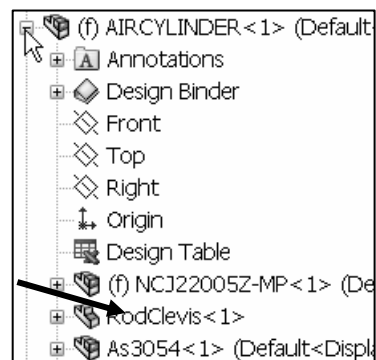 (f) AIRCYLINDER<1> (Default
A Annotations
Design Binder
Front
Top
Right
Origin
Design Table
(f) NCJ22005Z-MP<1> (De
RodClevis<1>
As3054<1> (Default<Displa